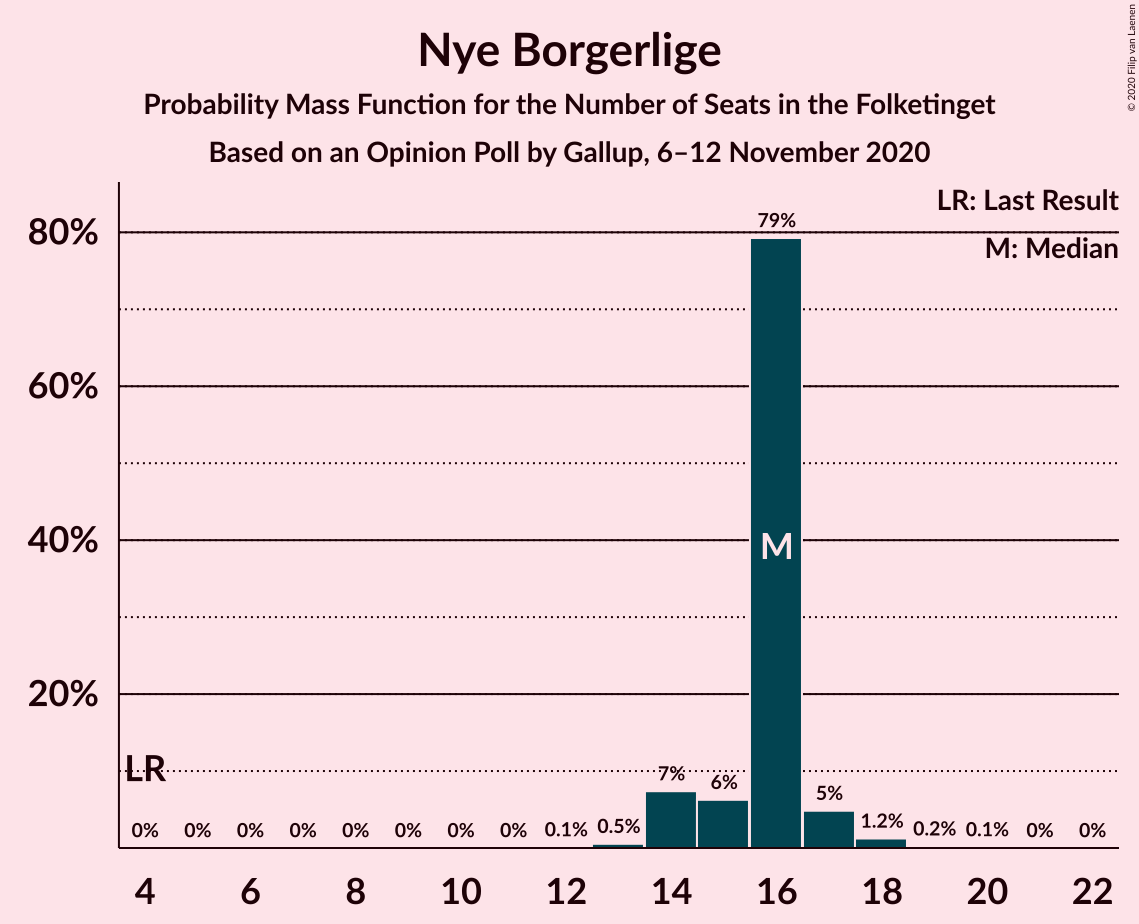 Nye Borgerlige
Probability Mass Function for the Number of Seats in the Folketinget
Based on an Opinion Poll by Gallup, 6–12 November 2020
© 2020 Filip van Laenen
LR: Last Result
M: Median
80%
60%
40%
20%
79%
M
LR
0% 0% 0% 0% 0% 0% 0% 0% 0.1% 0.5% 7% 6% 5% 1.2% 0.2% 0.1% 0% 0%
4 6 8 10 12 14 16 18 20 22